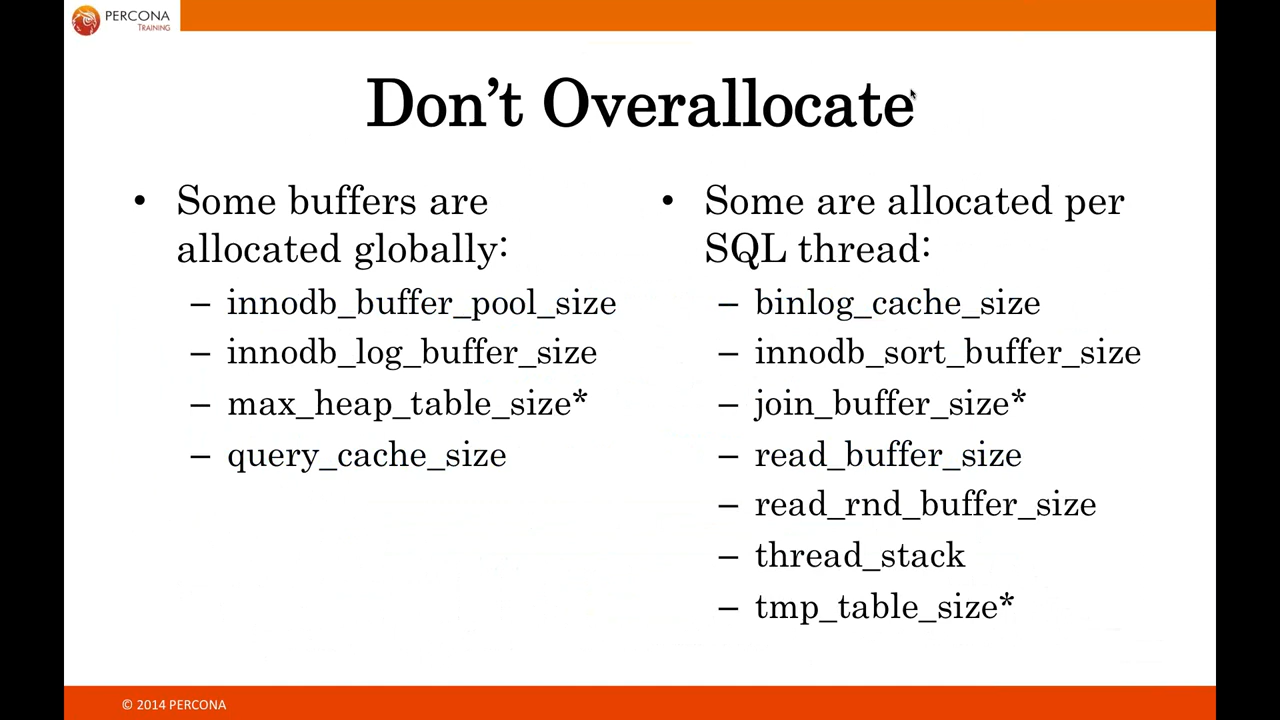 PERCONA
TRAINING
Don't Overallocate
• Some buffers are
allocated globally:
– innodb_buffer_pool_size
– innodb_log_buffer_size
– max_heap_table_size*
– query_cache_size
• Some are allocated per
SQL thread:
– binlog_cache_size
– innodb_sort_buffer_size
– join_buffer_size*
– read_buffer_size
– read_rnd_buffer_size
– thread_stack
– tmp_table_size*
© 2014 PERCONA